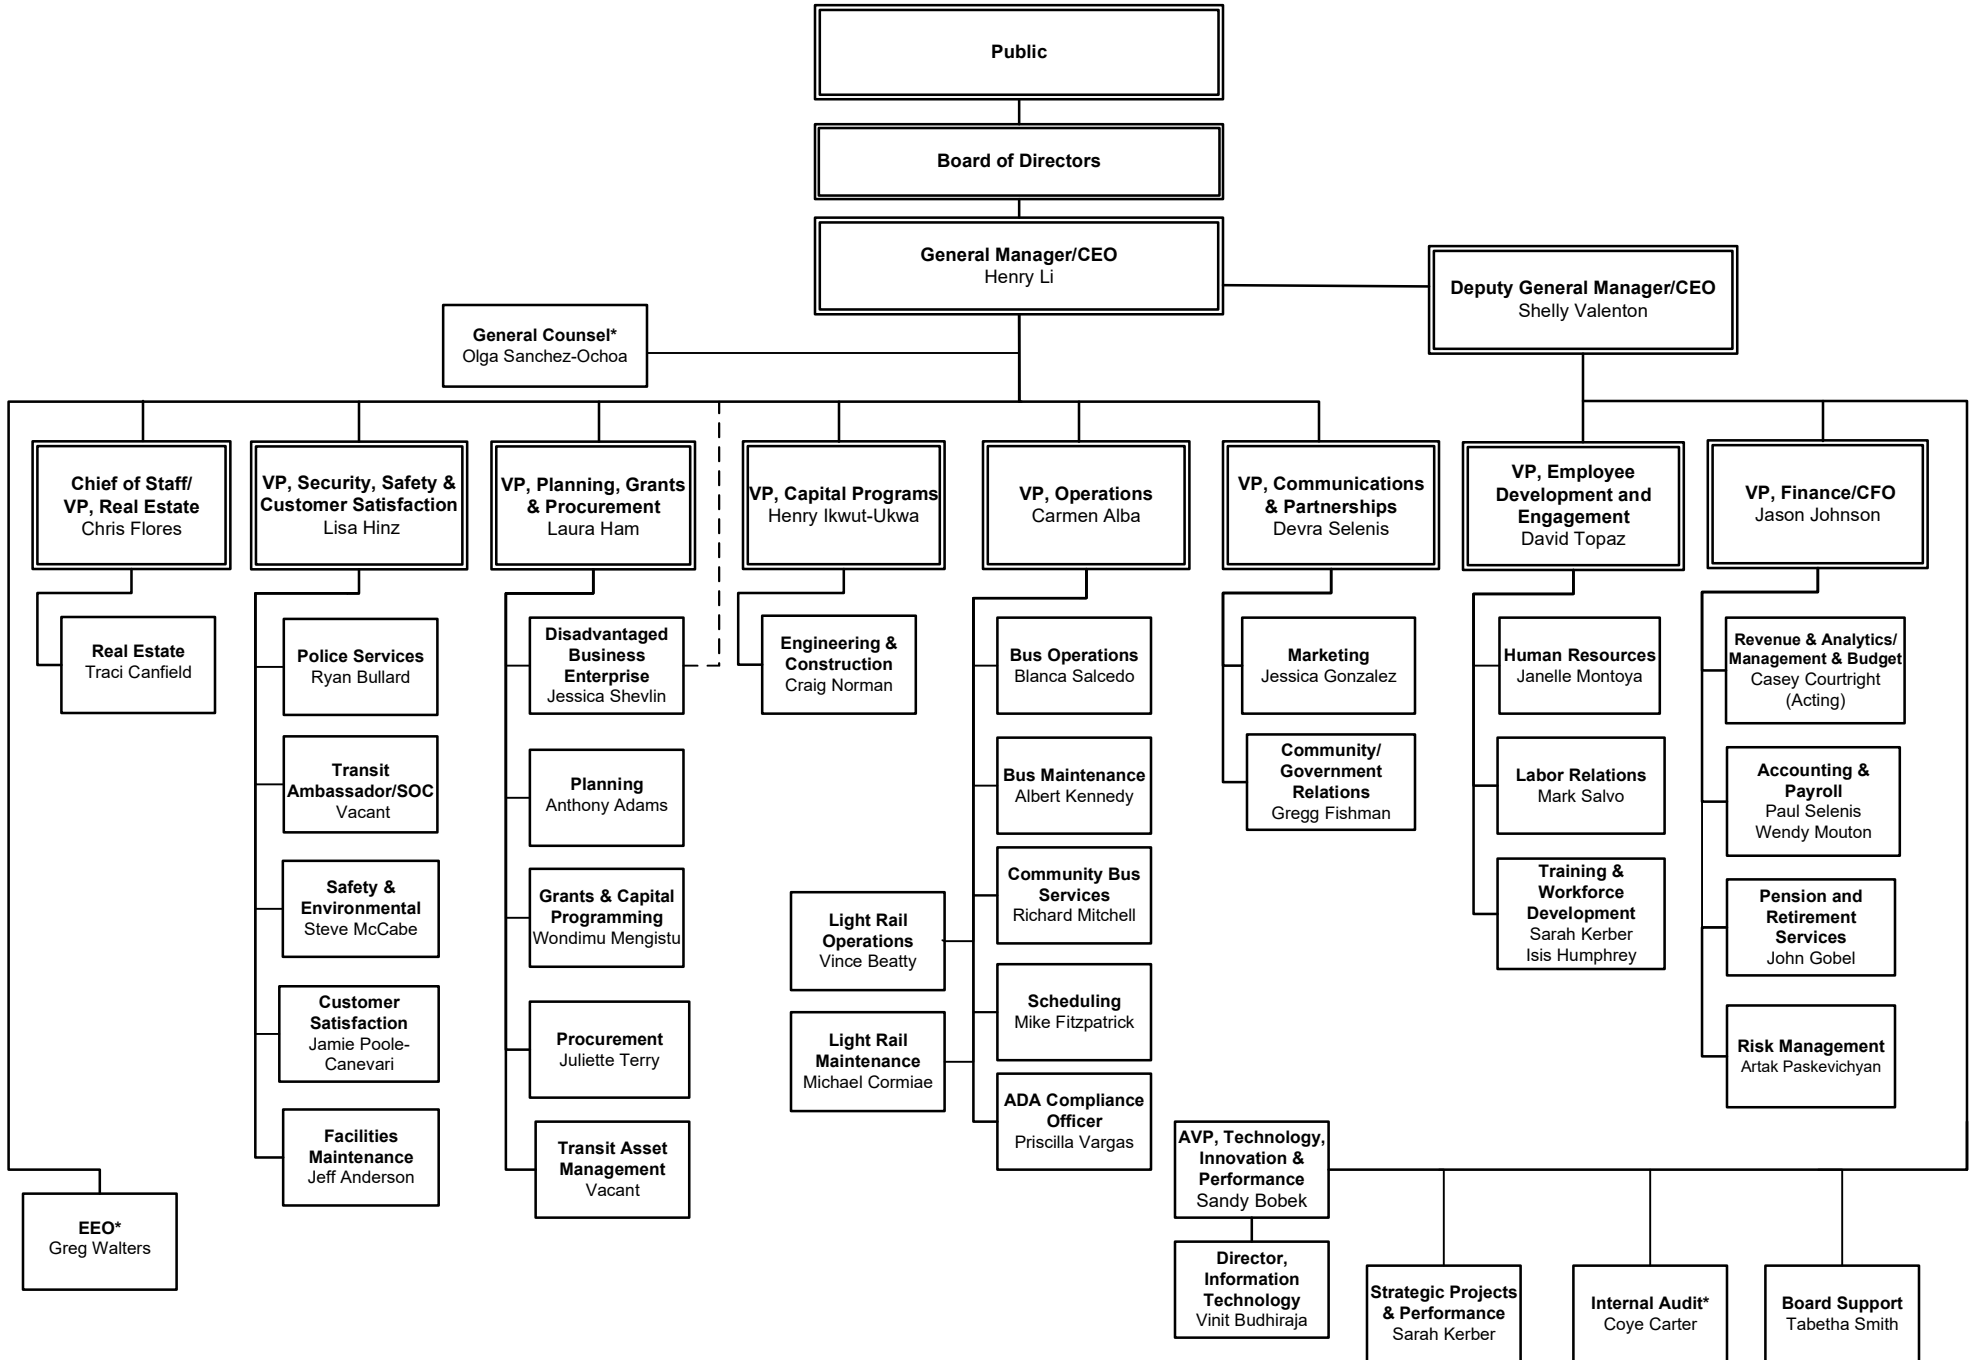 Public
Board of Directors
General Manager/CEO
Henry Li
Deputy General Manager/CEO
Shelly Valenton
General Counsel*
Olga Sanchez-Ochoa
Chief of Staff/
VP, Real Estate
Chris Flores
VP, Security, Safety &
Customer Satisfaction
Lisa Hinz
VP, Planning, Grants
& Procurement
Laura Ham
VP, Capital Programs
Henry Ikwut-Ukwa
VP, Operations
Carmen Alba
VP, Communications
& Partnerships
Devra Selenis
VP, Employee
Development and
Engagement
David Topaz
VP, Finance/CFO
Jason Johnson
Real Estate
Traci Canfield
Police Services
Ryan Bullard
Transit
Ambassador/SOC
Vacant
Safety &
Environmental
Steve McCabe
Customer
Satisfaction
Jamie Poole-
Canevari
Facilities
Maintenance
Jeff Anderson
Disadvantaged
Business
Enterprise
Jessica Shevlin
Planning
Anthony Adams
Grants & Capital
Programming
Wondimu Mengistu
Procurement
Juliette Terry
Transit Asset
Management
Vacant
Engineering &
Construction
Craig Norman
Light Rail
Operations
Vince Beatty
Light Rail
Maintenance
Michael Cormiae
Bus Operations
Blanca Salcedo
Bus Maintenance
Albert Kennedy
Community Bus
Services
Richard Mitchell
Scheduling
Mike Fitzpatrick
ADA Compliance
Officer
Priscilla Vargas
Marketing
Jessica Gonzalez
Community/
Government
Relations
Gregg Fishman
Human Resources
Janelle Montoya
Labor Relations
Mark Salvo
Training &
Workforce
Development
Sarah Kerber
Isis Humphrey
Revenue & Analytics/
Management & Budget
Casey Courtright
(Acting)
Accounting &
Payroll
Paul Selenis
Wendy Mouton
Pension and
Retirement
Services
John Gobel
Risk Management
Artak Paskevichyan
EEO*
Greg Walters
AVP, Technology,
Innovation &
Performance
Sandy Bobek
Director,
Information
Technology
Vinit Budhiraja
Strategic Projects
& Performance
Sarah Kerber
Internal Audit*
Coye Carter
Board Support
Tabetha Smith